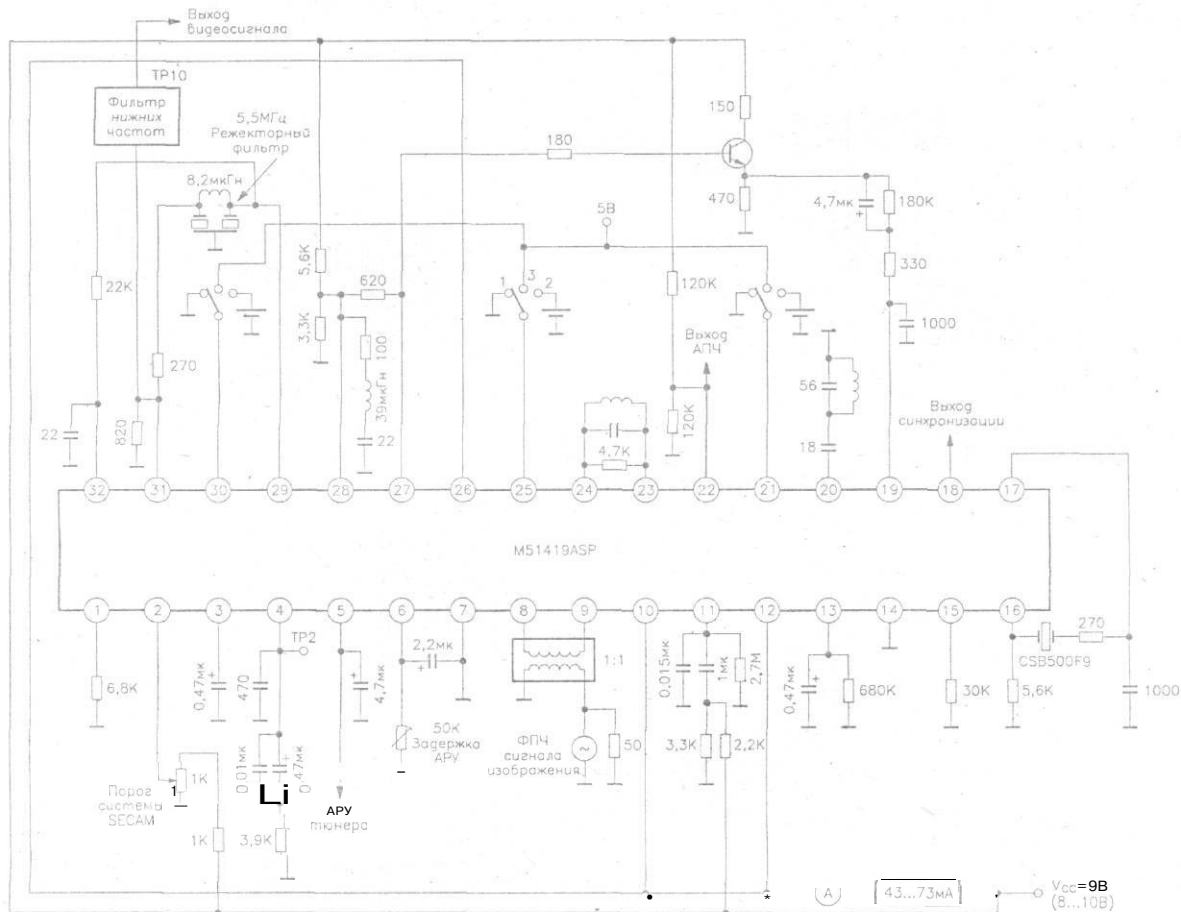 Выход
видеосигнала
ТР10
Фильтр
нижних
частот
5,5МГц
Режекторный
фильтр
8,2мкГн
150
180
470
4,7мк
+
180К
5В
330
1000
22К
5,6К
620
3,3К
100
39мкГн
22
1
3
2
120К
Выход
АПЧ
120К
56
18
Выход
синхронизации
270
22
820
4,7К
32
31
30
29
28
27
26
25
24
23
22
21
20
19
18
17
M51419ASP
1
2
3
4
5
6
7
8
9
10
11
12
13
14
15
16
6,8К
0,47мк
+
470
ТР2
4,7мк
+
2,2мк
+
1:1
0,015мк
1мк
2,7М
0,47мк
+
680К
30К
5,6К
270
CSB500F9
1000
50К
Задержка
АРУ
ФПЧ
сигнала
изображения
~
50
3,3К
2,2К
1К
Порог
системы
SECAM
1К
0,01мк
0,47мк
+
Li
3,9К
АРУ
тюнера
A
43...73мА
Vcc=9В
(8...10В)